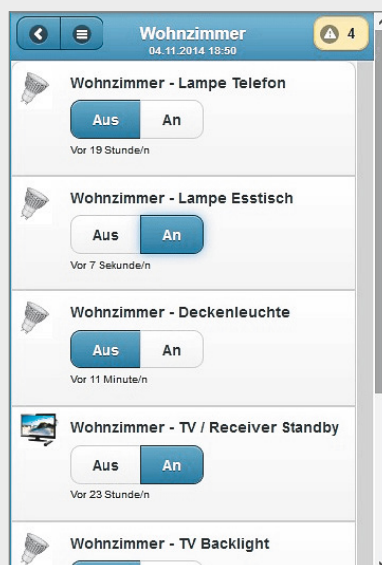 Wohnzimmer
04.11.2014 18:50
4
Wohnzimmer - Lampe Telefon
Aus An
Vor 19 Stunde/n
Wohnzimmer - Lampe Esstisch
Aus An
Vor 7 Sekunde/n
Wohnzimmer - Deckenleuchte
Aus An
Vor 11 Minute/n
Wohnzimmer - TV / Receiver Standby
Aus An
Vor 23 Stunde/n
Wohnzimmer - TV Backlight